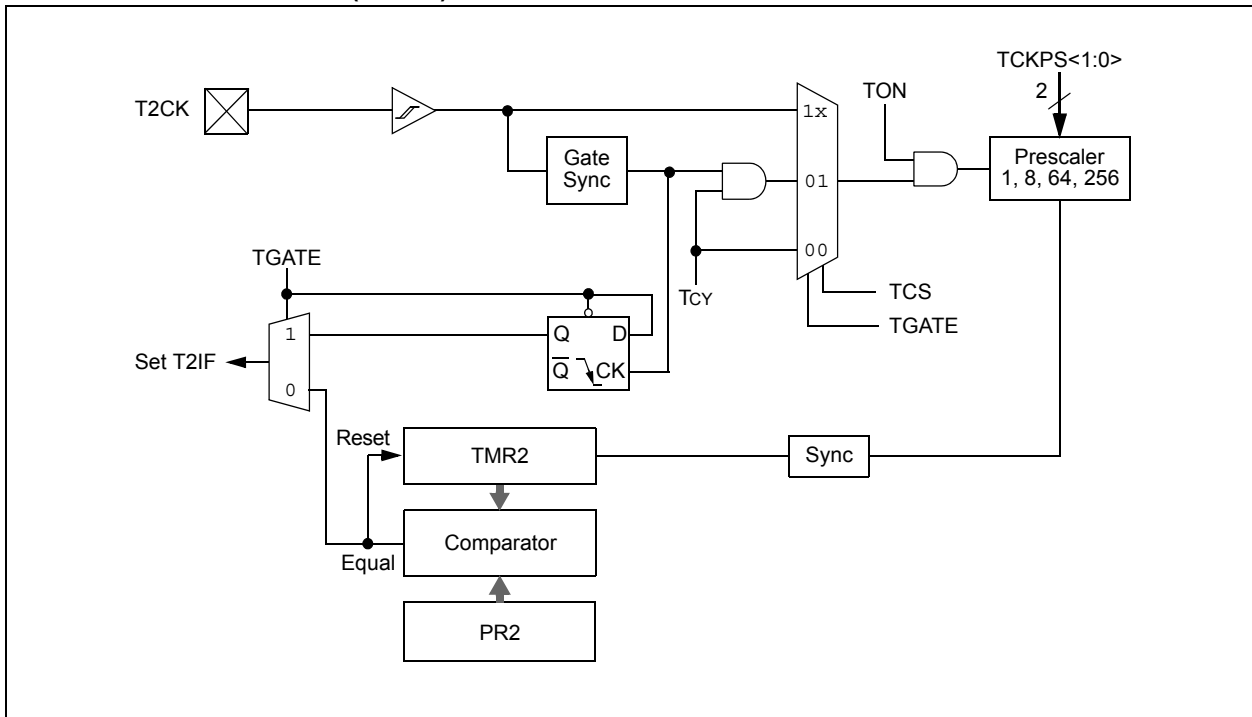 TCKPS<1:0>
2
T2CK
1x
TON
Prescaler
1, 8, 64, 256
Gate
Sync
01
00
TGATE
TCY
TCS
TGATE
1
Q
D
Set T2IF
Q
CK
0
Reset
TMR2
Sync
Equal
Comparator
PR2